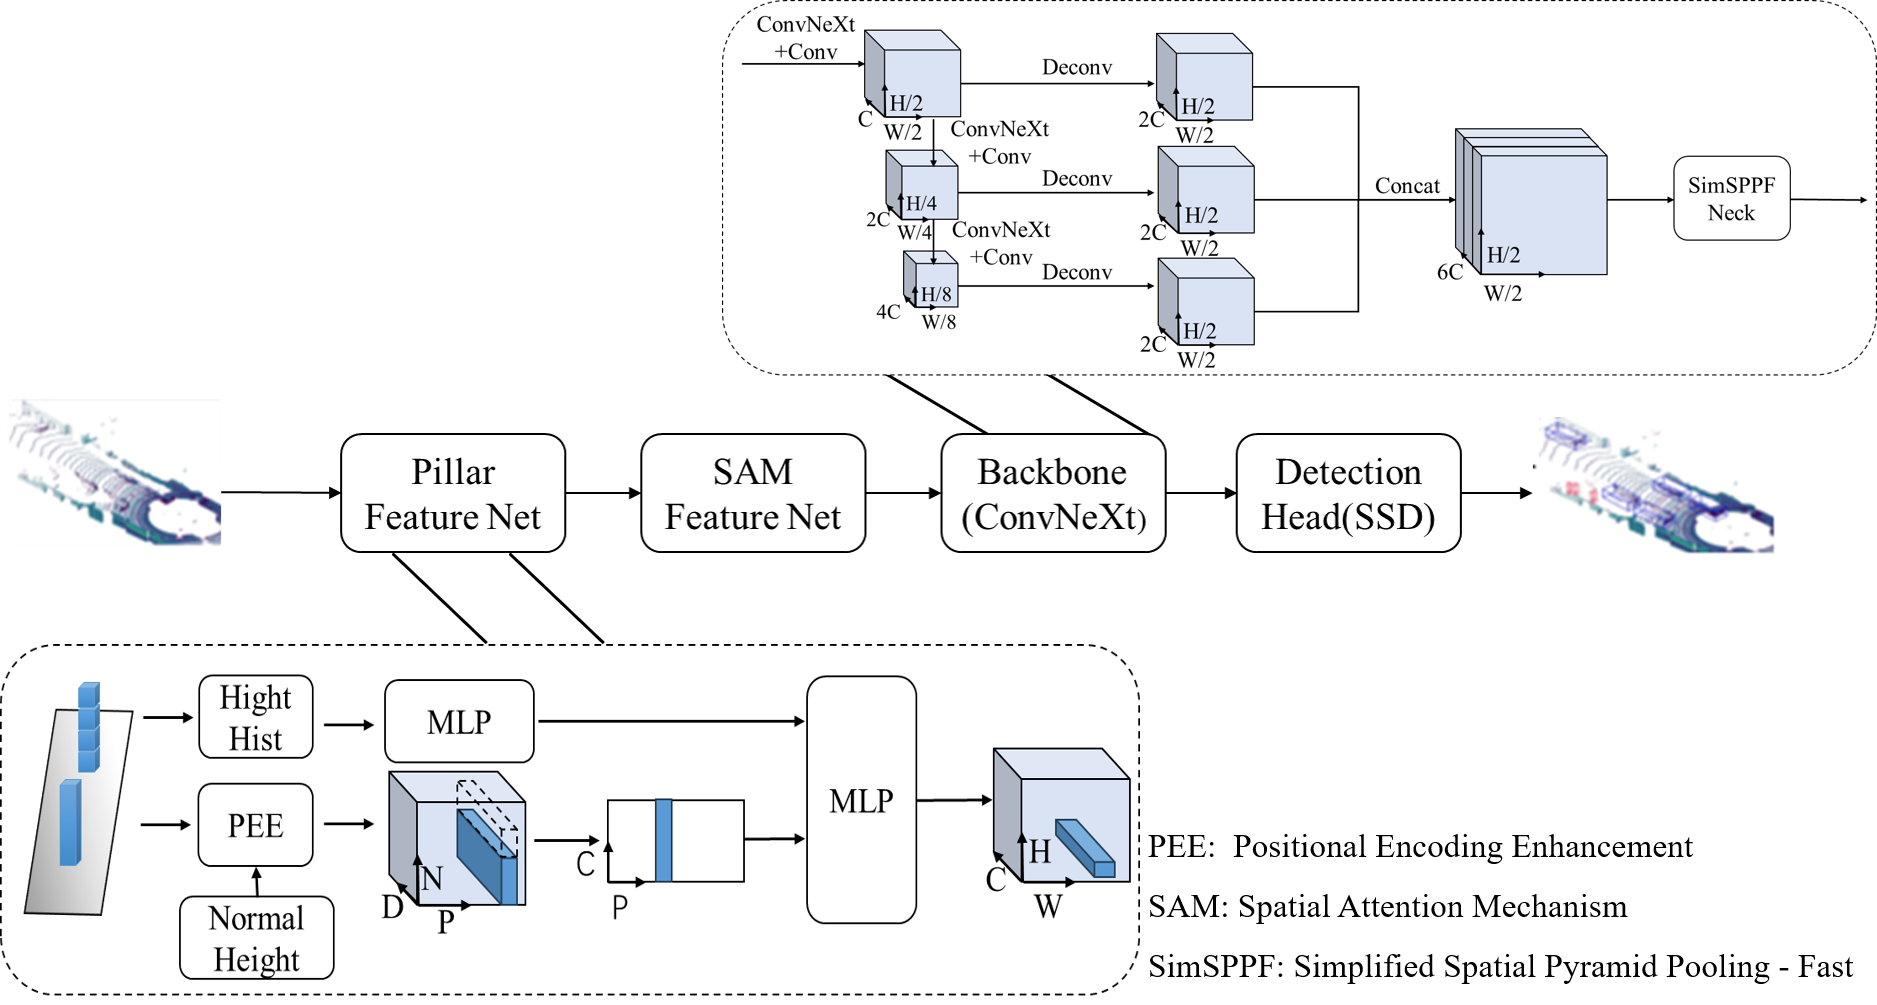 ConvNeXt
+Conv
H/2
C
W/2
Deconv
H/2
2C
W/2
ConvNeXt
+Conv
H/4
2C
W/4
Deconv
H/2
2C
W/2
ConvNeXt
+Conv
H/8
4C
W/8
Deconv
H/2
2C
W/2
Concat
H/2
6C
W/2
SimSPPF
Neck
Pillar
Feature Net
SAM
Feature Net
Backbone
(ConvNeXt)
Detection
Head(SSD)
Hight
Hist
MLP
PEE
Normal
Height
N
D
P
C
P
MLP
H
C
W
PEE: Positional Encoding Enhancement
SAM: Spatial Attention Mechanism
SimSPPF: Simplified Spatial Pyramid Pooling - Fast